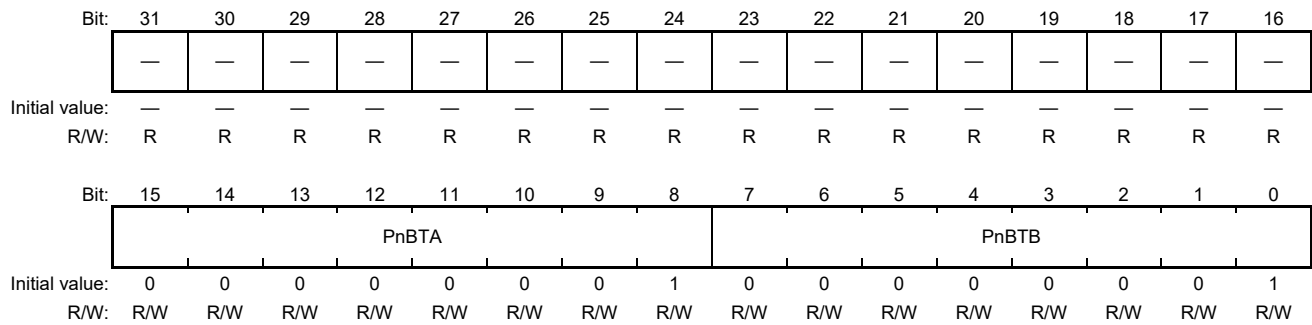 Bit: 31 30 29 28 27 26 25 24 23 22 21 20 19 18 17 16
— — — — — — — — — — — — — — — —
Initial value: — — — — — — — — — — — — — — — —
R/W: R R R R R R R R R R R R R R R R
Bit: 15 14 13 12 11 10 9 8 7 6 5 4 3 2 1 0
PnBTA PnBTB
Initial value: 0 0 0 0 0 0 0 1 0 0 0 0 0 0 0 1
R/W: R/W R/W R/W R/W R/W R/W R/W R/W R/W R/W R/W R/W R/W R/W R/W R/W